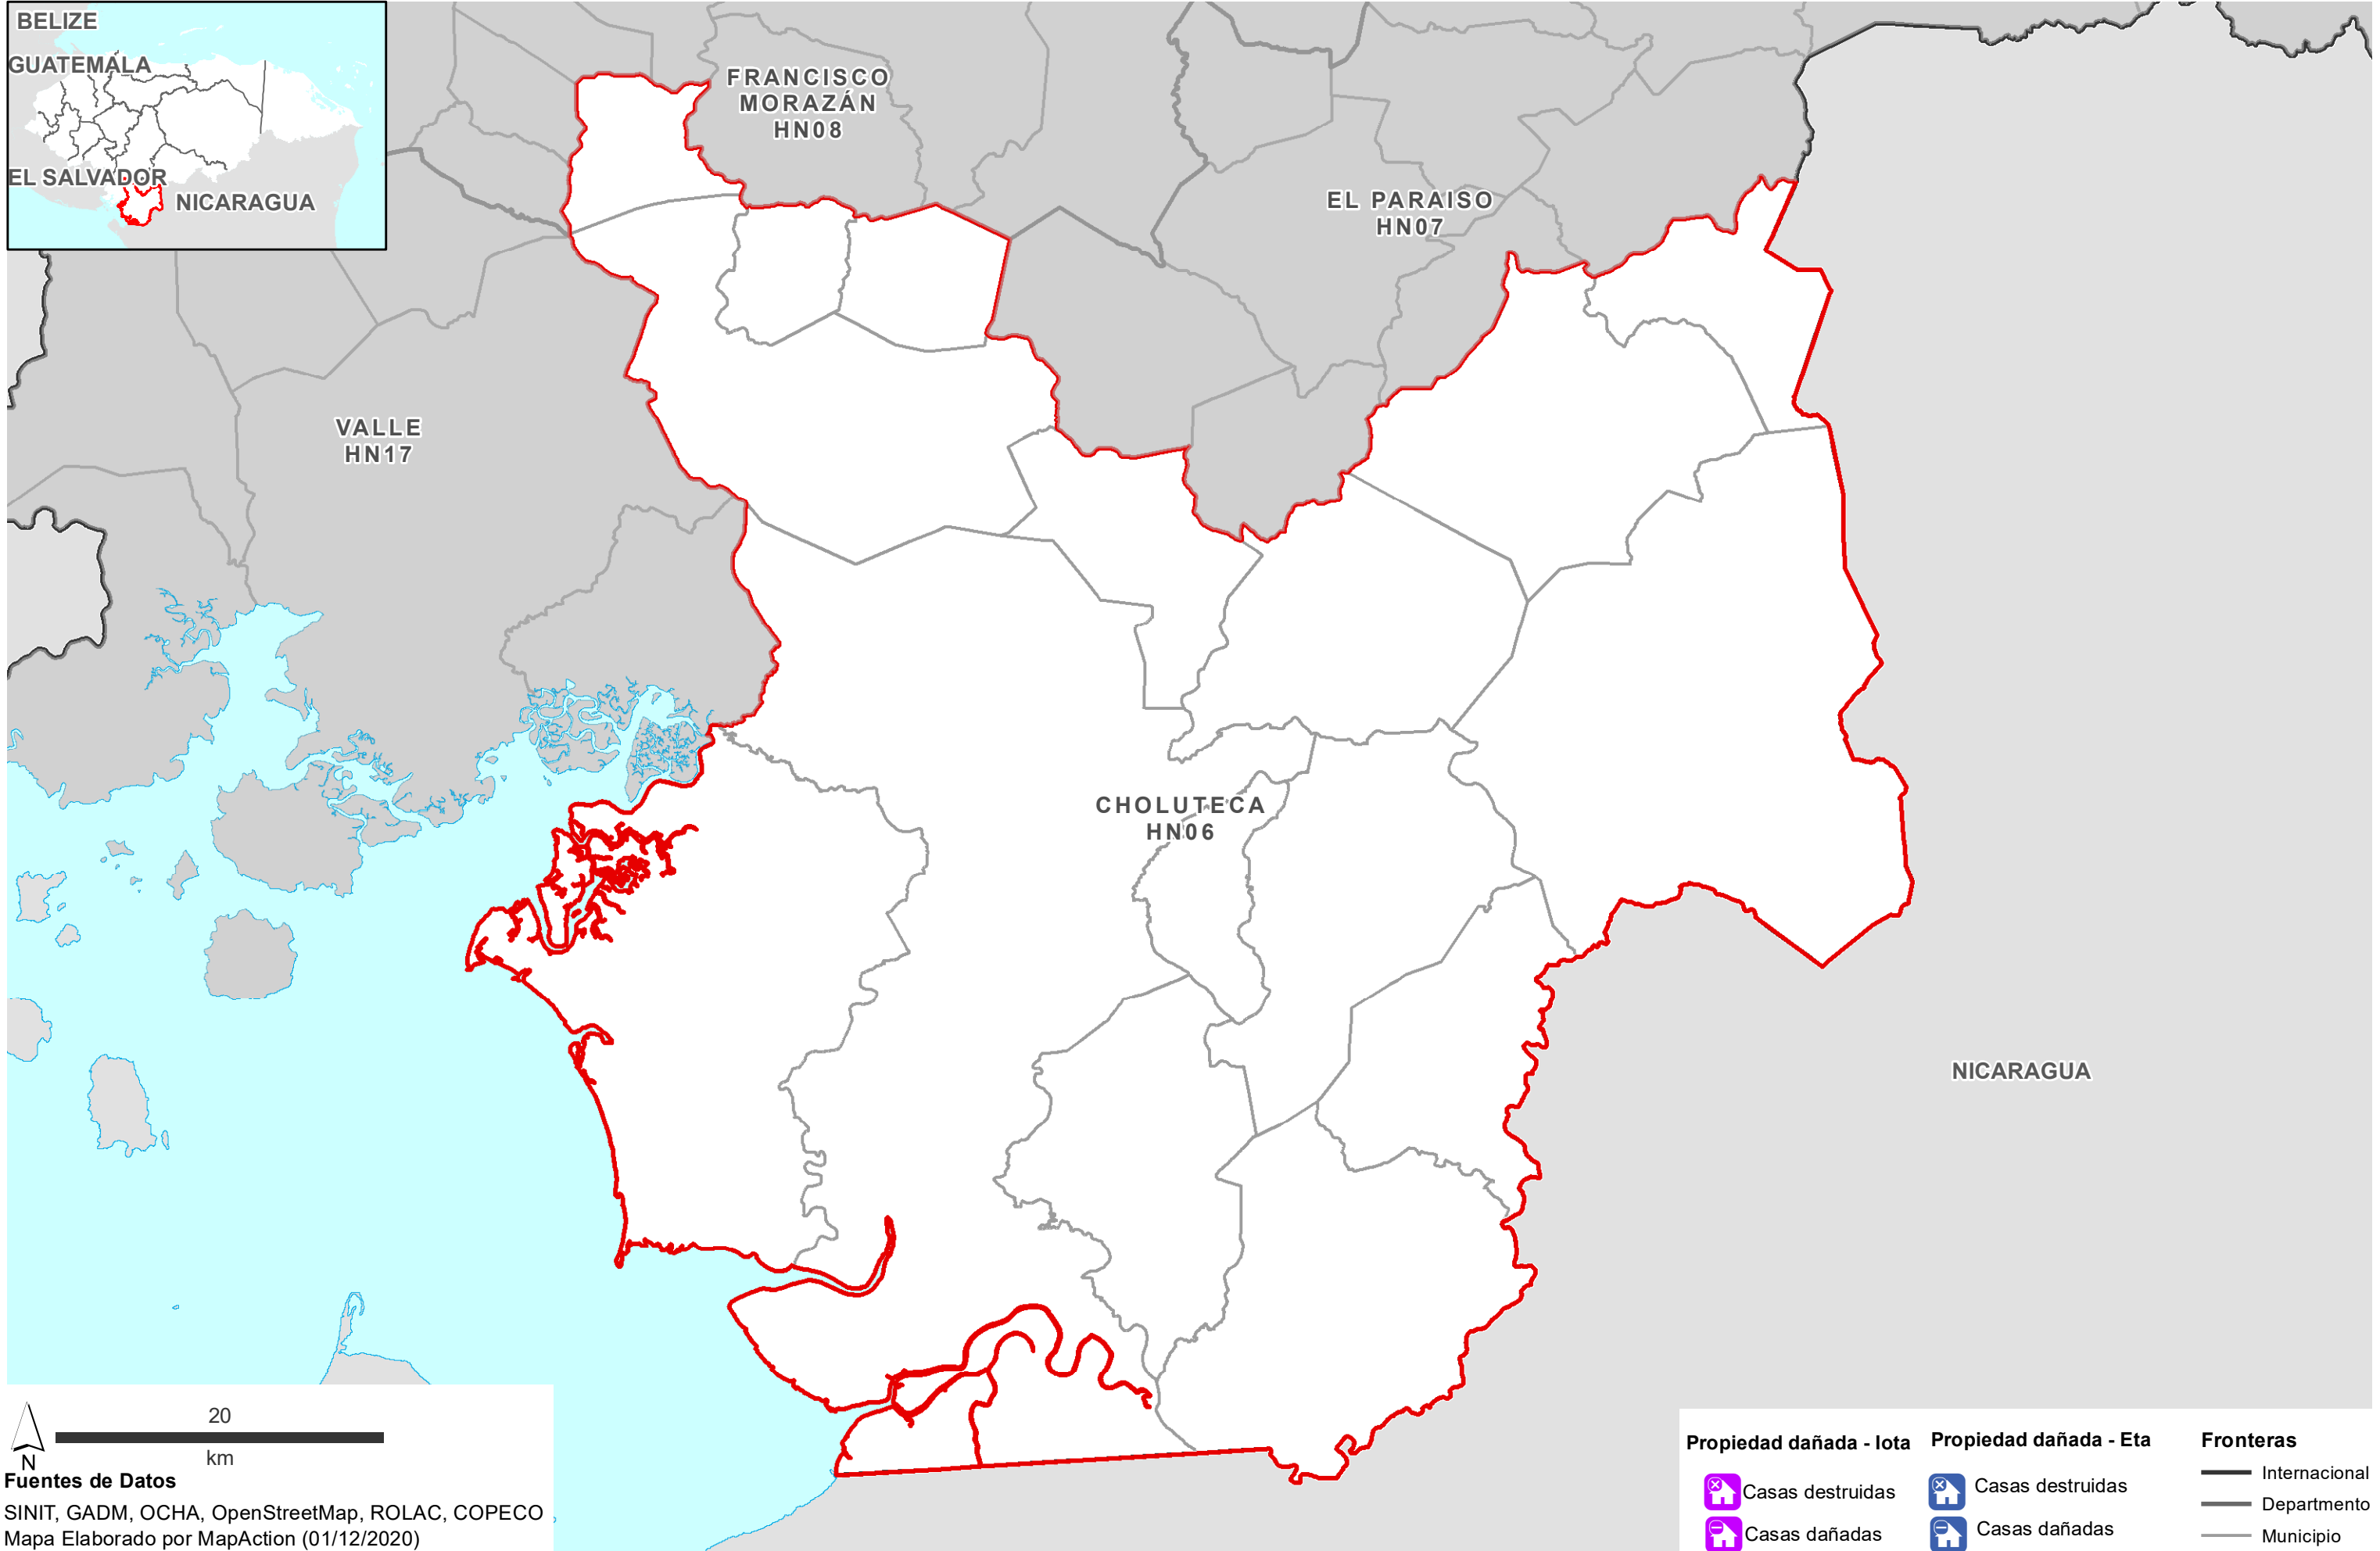 BELIZE
GUATEMALA
EL SALVADOR
NICARAGUA
FRANCISCO
MORAZÁN
HN08
EL PARAISO
HN07
VALLE
HN17
CHOLUTECA
HN06
NICARAGUA
20
km
N
Fuentes de Datos
SINIT, GADM, OCHA, OpenStreetMap, ROLAC, COPECO
Mapa Elaborado por MapAction (01/12/2020)
Propiedad dañada - Iota
Casas destruidas
Casas dañadas
Propiedad dañada - Eta
Casas destruidas
Casas dañadas
Fronteras
Internacional
Departmento
Municipio